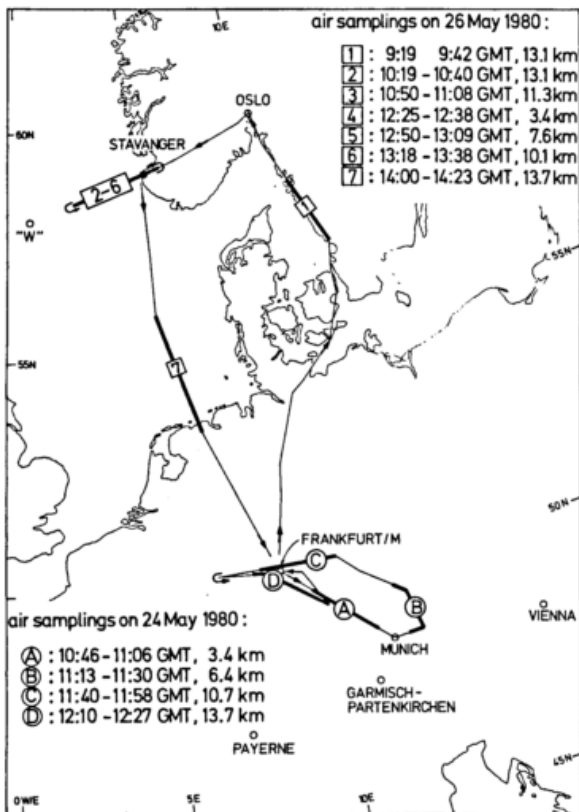 10E
air samplings on 26 May 1980 :
1 : 9:19 9:42 GMT, 13.1 km
2 : 10:19 - 10:40 GMT, 13.1 km
3 : 10:50 - 11:08 GMT, 11.3 km
4 : 12:25 - 12:38 GMT, 3.4 km
5 : 12:50 - 13:09 GMT, 7.6 km
6 : 13:18 - 13:38 GMT, 10.1 km
7 : 14:00 - 14:23 GMT, 13.7 km
OSLO
60N
STAVANGER
2-6
1
"W"
55N
55N
7
50N
FRANKFURT/M
C
D
A
B
VIENNA
MUNICH
air samplings on 24 May 1980 :
A : 10:46 - 11:06 GMT, 3.4 km
B : 11:13 - 11:30 GMT, 6.4 km
C : 11:40 - 11:58 GMT, 10.7 km
D : 12:10 - 12:27 GMT, 13.7 km
GARMISCH-
PARTENKIRCHEN
PAYERNE
45N
0W/E
5E
10E